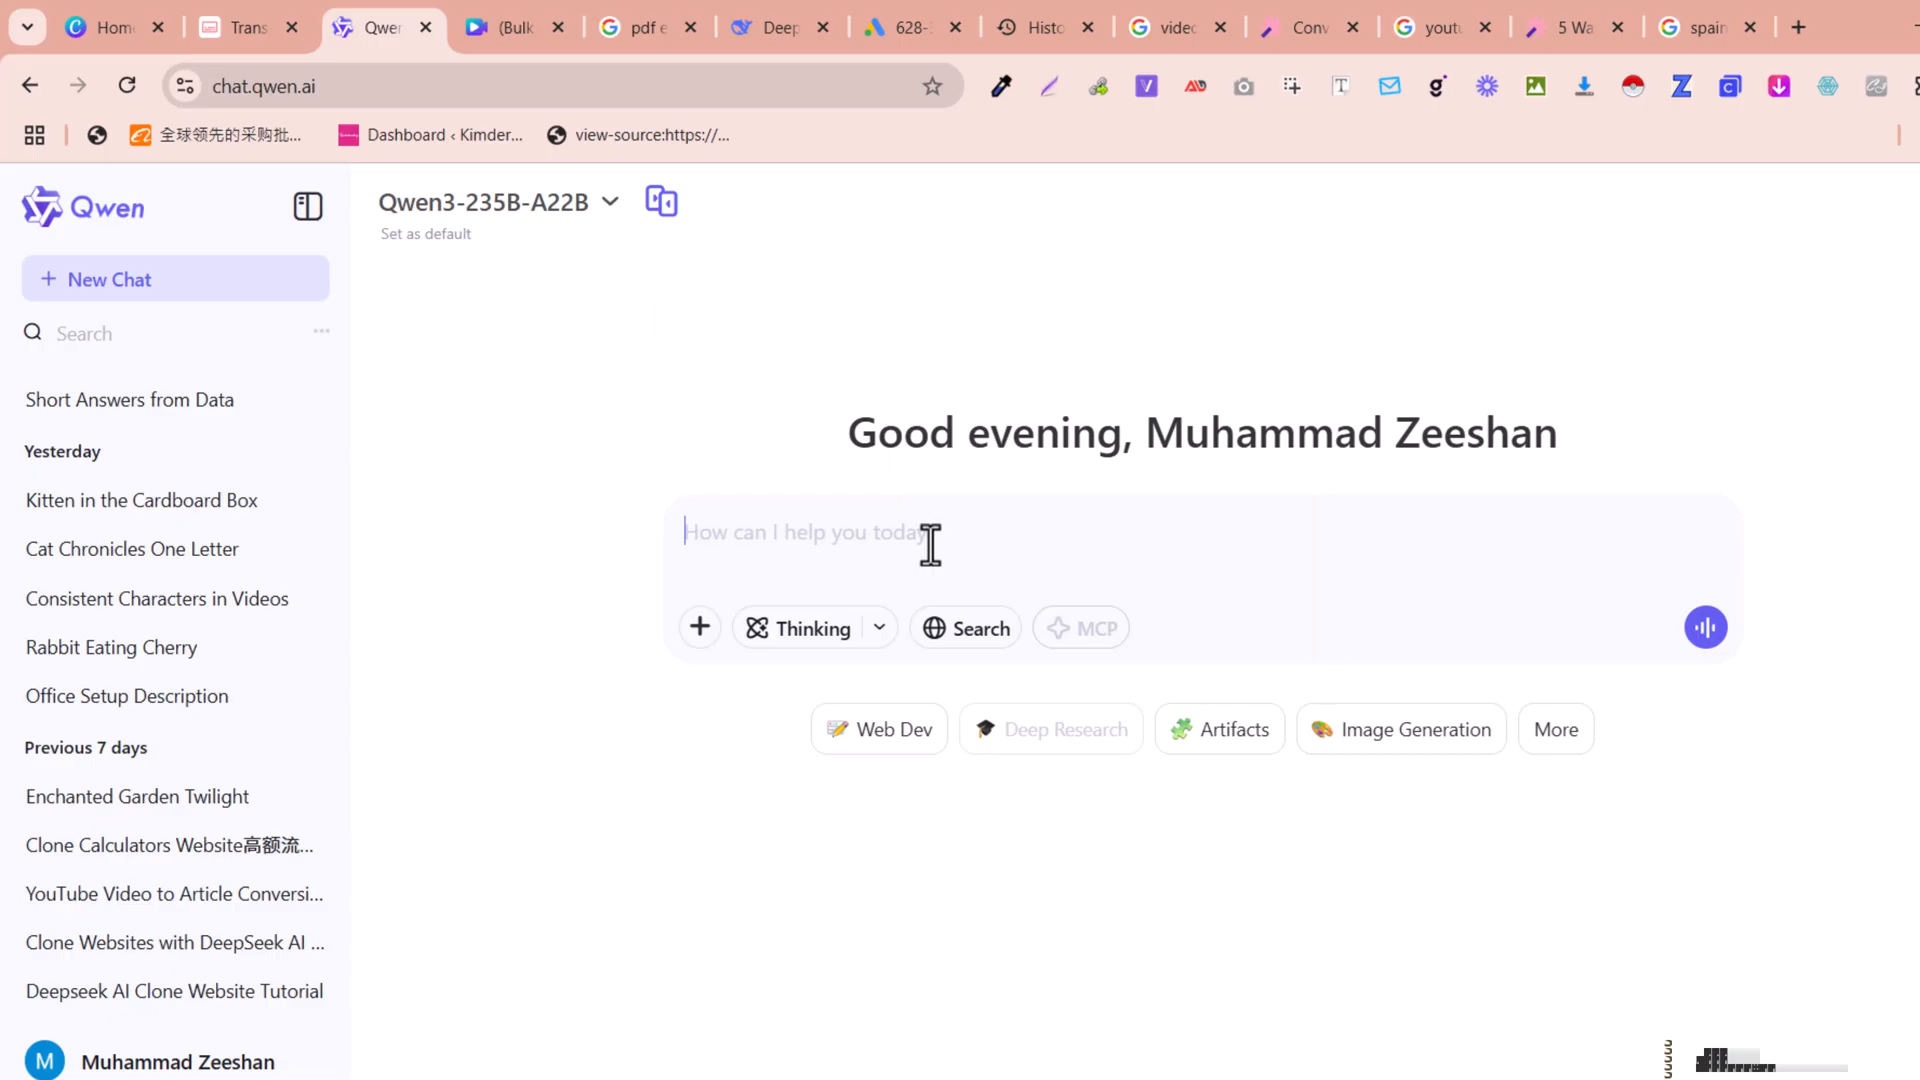 Home
Trans
Qwer
(Bulk
pdf e
Deep
628-
Histo
video
Conv
youtu
5 Wa
spain
chat.qwen.ai
全球领先的采购批...
Dashboard ‹ Kimder...
view-source:https://...
Qwen
Qwen3-235B-A22B
Set as default
New Chat
Search
Short Answers from Data
Yesterday
Kitten in the Cardboard Box
Cat Chronicles One Letter
Consistent Characters in Videos
Rabbit Eating Cherry
Office Setup Description
Previous 7 days
Enchanted Garden Twilight
Clone Calculators Website高额流...
YouTube Video to Article Conversi...
Clone Websites with DeepSeek AI ...
Deepseek AI Clone Website Tutorial
M
Muhammad Zeeshan
Good evening, Muhammad Zeeshan
How can I help you today
Thinking
Search
MCP
Web Dev
Deep Research
Artifacts
Image Generation
More